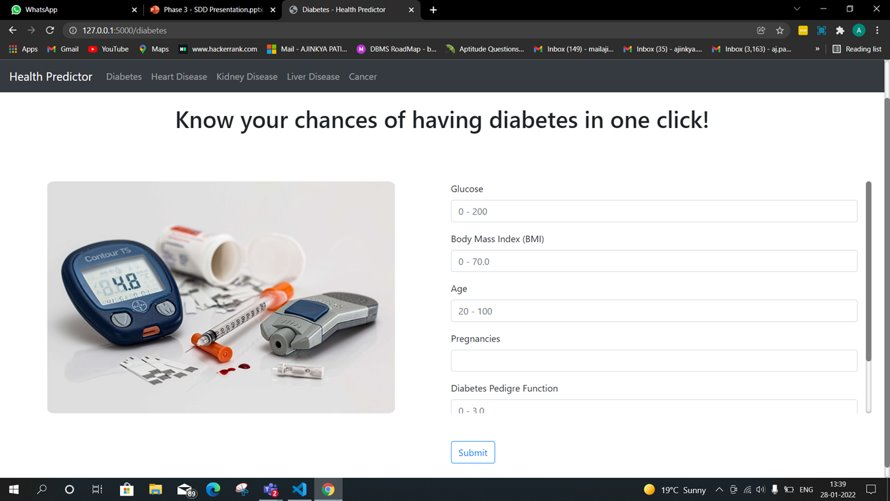 WhatsApp
Phase 3 - SDD Presentation.pptx
Diabetes - Health Predictor
127.0.0.1:5000/diabetes
Apps
Gmail
YouTube
Maps
www.hackerrank.com
Mail - AJINKYA PATI...
DBMS RoadMap - b...
Aptitude Questions...
Inbox (149) - mailaji...
Inbox (35) - ajinkya....
Inbox (3,163) - aj.pa...
»
Reading list
Health Predictor
Diabetes
Heart Disease
Kidney Disease
Liver Disease
Cancer
Know your chances of having diabetes in one click!
Contour TS
4.8
Glucose
0 - 200
Body Mass Index (BMI)
0 - 70.0
Age
20 - 100
Pregnancies
Diabetes Pedigre Function
0 - 3.0
Submit
89
2
19°C Sunny
ENG
13:39
28-01-2022